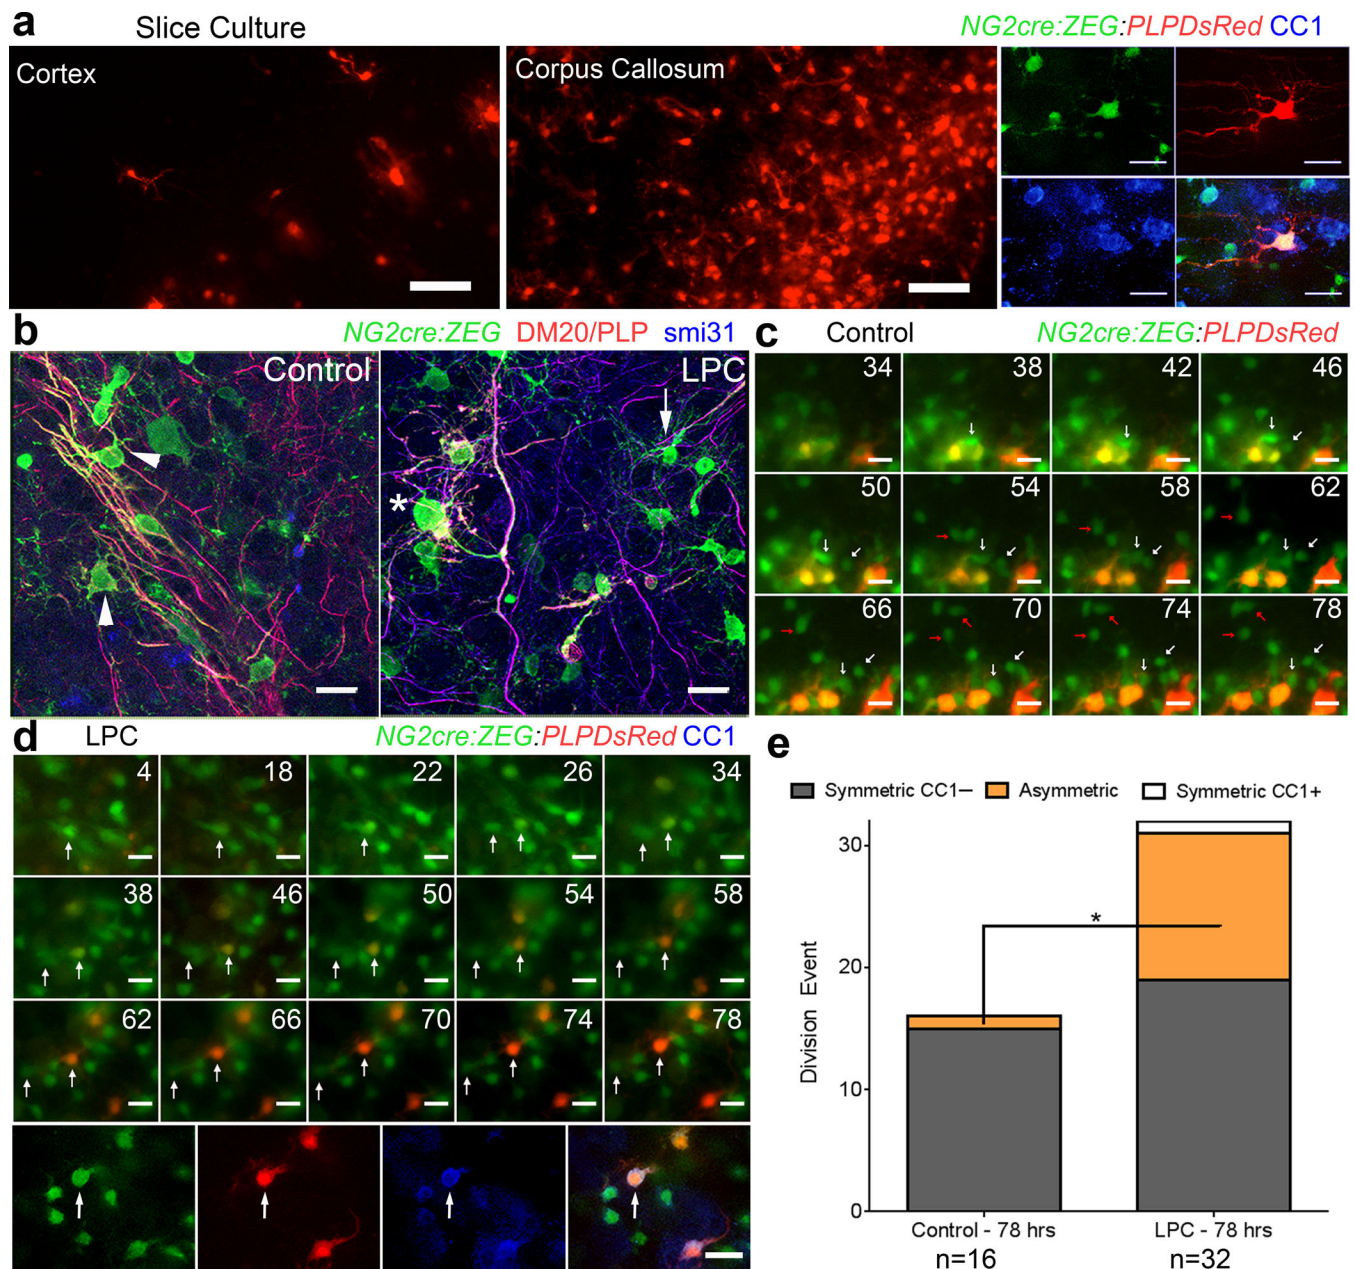 a
Slice Culture
NG2cre:ZEG:PLPDsRed CC1
Cortex
Corpus Callosum
b
NG2cre:ZEG DM20/PLP smi31
Control
LPC
*
c
Control
NG2cre:ZEG:PLPDsRed
34 38 42 46
50 54 58 62
66 70 74 78
d
LPC
NG2cre:ZEG:PLPDsRed CC1
4 18 22 26 34
38 46 50 54 58
62 66 70 74 78
e
Symmetric CC1– Asymmetric Symmetric CC1+
Division Event
30
20
10
0
*
Control - 78 hrs
n=16
LPC - 78 hrs
n=32